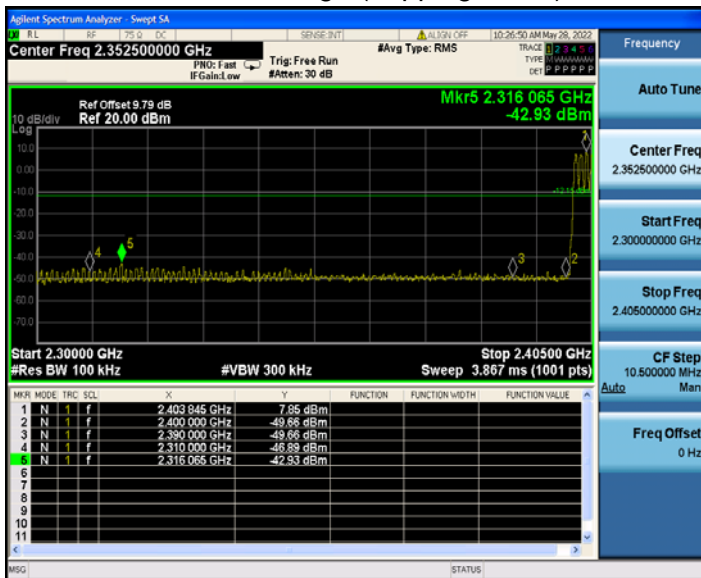 Agilent Spectrum Analyzer - Swept SA
RL RF 75 Ω DC SENSE:INT ALIGN OFF 10:26:50 AM May 28, 2022
Center Freq 2.352500000 GHz #Avg Type: RMS TRACE 1 2 3 4 5 6
PNO: Fast Trig: Free Run TYPE M WWWWW
IFGain:Low #Atten: 30 dB DET P P P P P P
Mkr5 2.316 065 GHz
-42.93 dBm
Ref Offset 9.79 dB
10 dB/div Ref 20.00 dBm
Log
10.0
0.00
-10.0
-12.15 dBm
-20.0
-30.0
-40.0
-50.0
-60.0
-70.0
1
4 5 3 2
Start 2.30000 GHz Stop 2.40500 GHz
#Res BW 100 kHz #VBW 300 kHz Sweep 3.867 ms (1001 pts)
MKR MODE TRC SCL X Y FUNCTION FUNCTION WIDTH FUNCTION VALUE
1 N 1 f 2.403 845 GHz 7.85 dBm
2 N 1 f 2.400 000 GHz -49.66 dBm
3 N 1 f 2.390 000 GHz -49.66 dBm
4 N 1 f 2.310 000 GHz -46.89 dBm
5 N 1 f 2.316 065 GHz -42.93 dBm
6
7
8
9
10
11
MSG STATUS
Frequency
Auto Tune
Center Freq
2.352500000 GHz
Start Freq
2.300000000 GHz
Stop Freq
2.405000000 GHz
CF Step
10.500000 MHz
Auto Man
Freq Offset
0 Hz